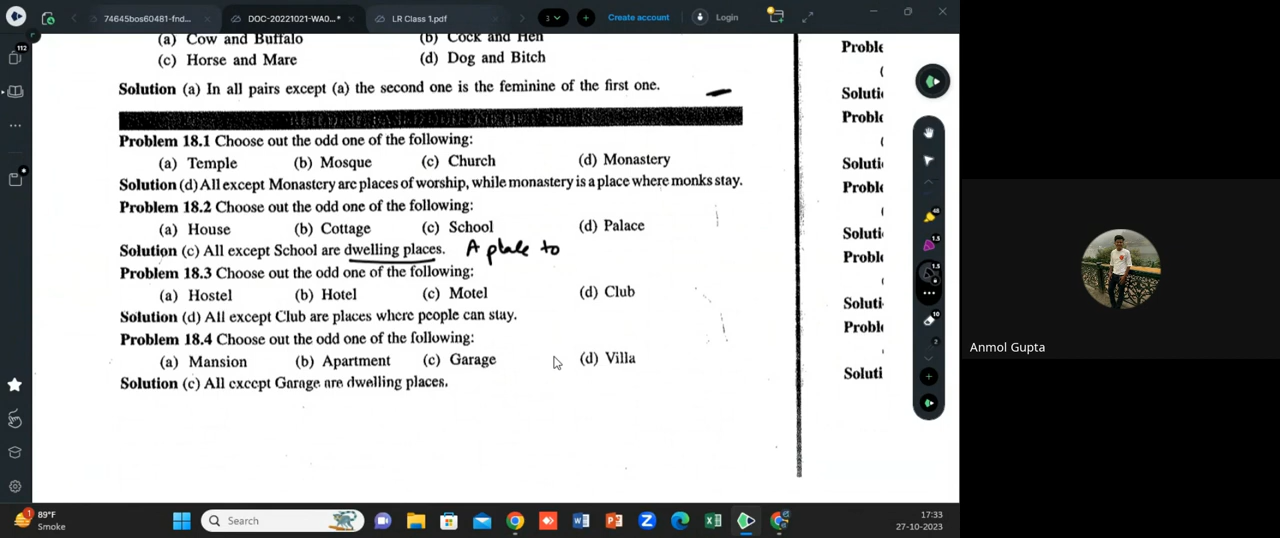 74645bos60481-fnd...
DOC-20221021-WA0...*
LR Class 1.pdf
3
Create account
Login
112
(a) Cow and Buffalo (b) Cock and Hen
(c) Horse and Mare (d) Dog and Bitch
Solution (a) In all pairs except (a) the second one is the feminine of the first one.
Problem 18.1 Choose out the odd one of the following:
(a) Temple (b) Mosque (c) Church (d) Monastery
Solution (d) All except Monastery are places of worship, while monastery is a place where monks stay.
Problem 18.2 Choose out the odd one of the following:
(a) House (b) Cottage (c) School (d) Palace
Solution (c) All except School are dwelling places. A place to
Problem 18.3 Choose out the odd one of the following:
(a) Hostel (b) Hotel (c) Motel (d) Club
Solution (d) All except Club are places where people can stay.
Problem 18.4 Choose out the odd one of the following:
(a) Mansion (b) Apartment (c) Garage (d) Villa
Solution (c) All except Garage are dwelling places.
Proble
(
Soluti
Proble
(
Soluti
Proble
(
Soluti
Proble
(
Soluti
Proble
Soluti
1.5
1.5
10
2
Anmol Gupta
1
89°F
Smoke
Search
17:33
27-10-2023